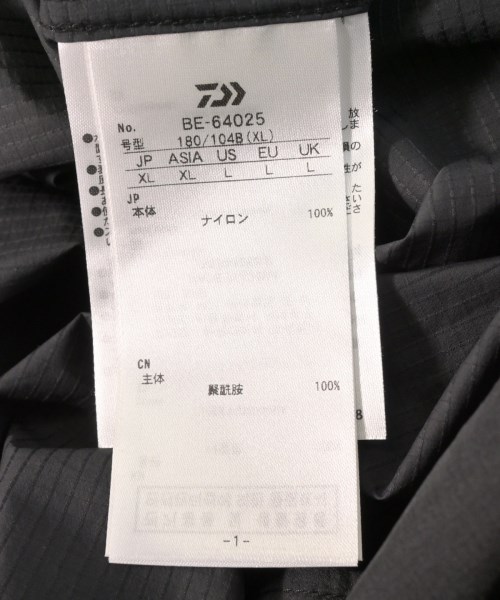 No. BE-64025
号型 180/104B(XL)
JP ASIA US EU UK
XL XL L L L
JP
本体
ナイロン 100%
CN
主体
聚酰胺 100%
8
-1-